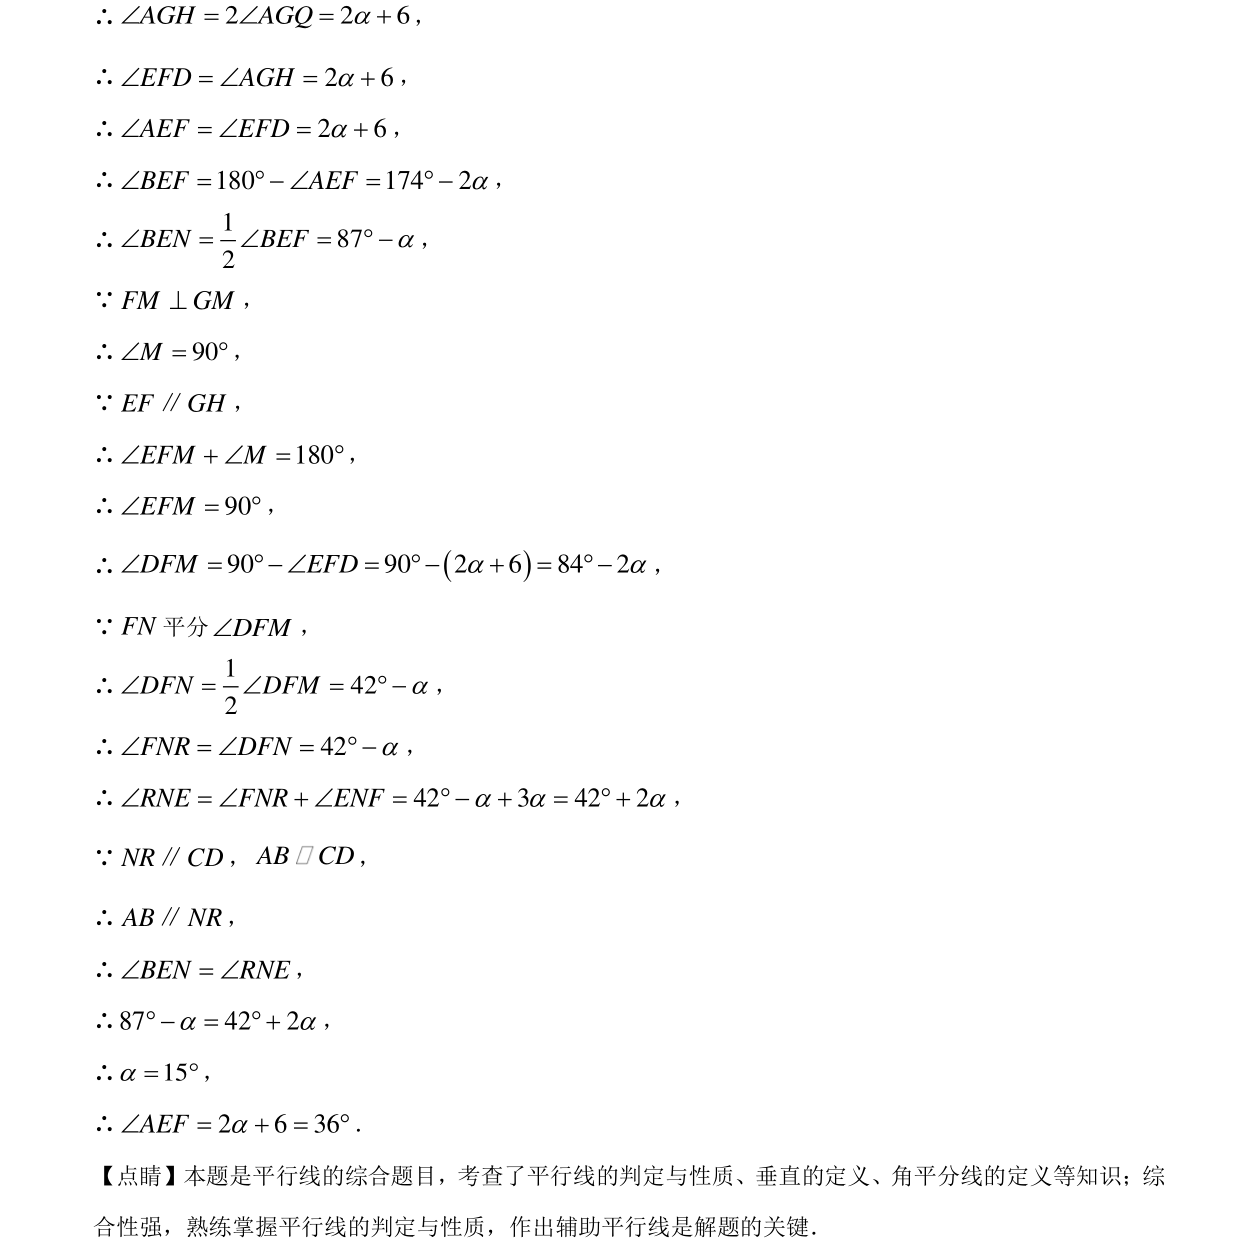 ∴∠AGH = 2∠AGQ = 2α + 6，
∴∠EFD = ∠AGH = 2α + 6，
∴∠AEF = ∠EFD = 2α + 6，
∴∠BEF = 180° − ∠AEF = 174° − 2α，
∴∠BEN = 1/2∠BEF = 87° − α，
∵FM ⊥ GM，
∴∠M = 90°，
∵EF // GH，
∴∠EFM + ∠M = 180°，
∴∠EFM = 90°，
∴∠DFM = 90° − ∠EFD = 90° − (2α + 6) = 84° − 2α，
∵FN 平分∠DFM，
∴∠DFN = 1/2∠DFM = 42° − α，
∴∠FNR = ∠DFN = 42° − α，
∴∠RNE = ∠FNR + ∠ENF = 42° − α + 3α = 42° + 2α，
∵NR // CD，AB □ CD，
∴AB // NR，
∴∠BEN = ∠RNE，
∴87° − α = 42° + 2α，
∴α = 15°，
∴∠AEF = 2α + 6 = 36°．
【点睛】本题是平行线的综合题目，考查了平行线的判定与性质、垂直的定义、角平分线的定义等知识；综
合性强，熟练掌握平行线的判定与性质，作出辅助平行线是解题的关键．